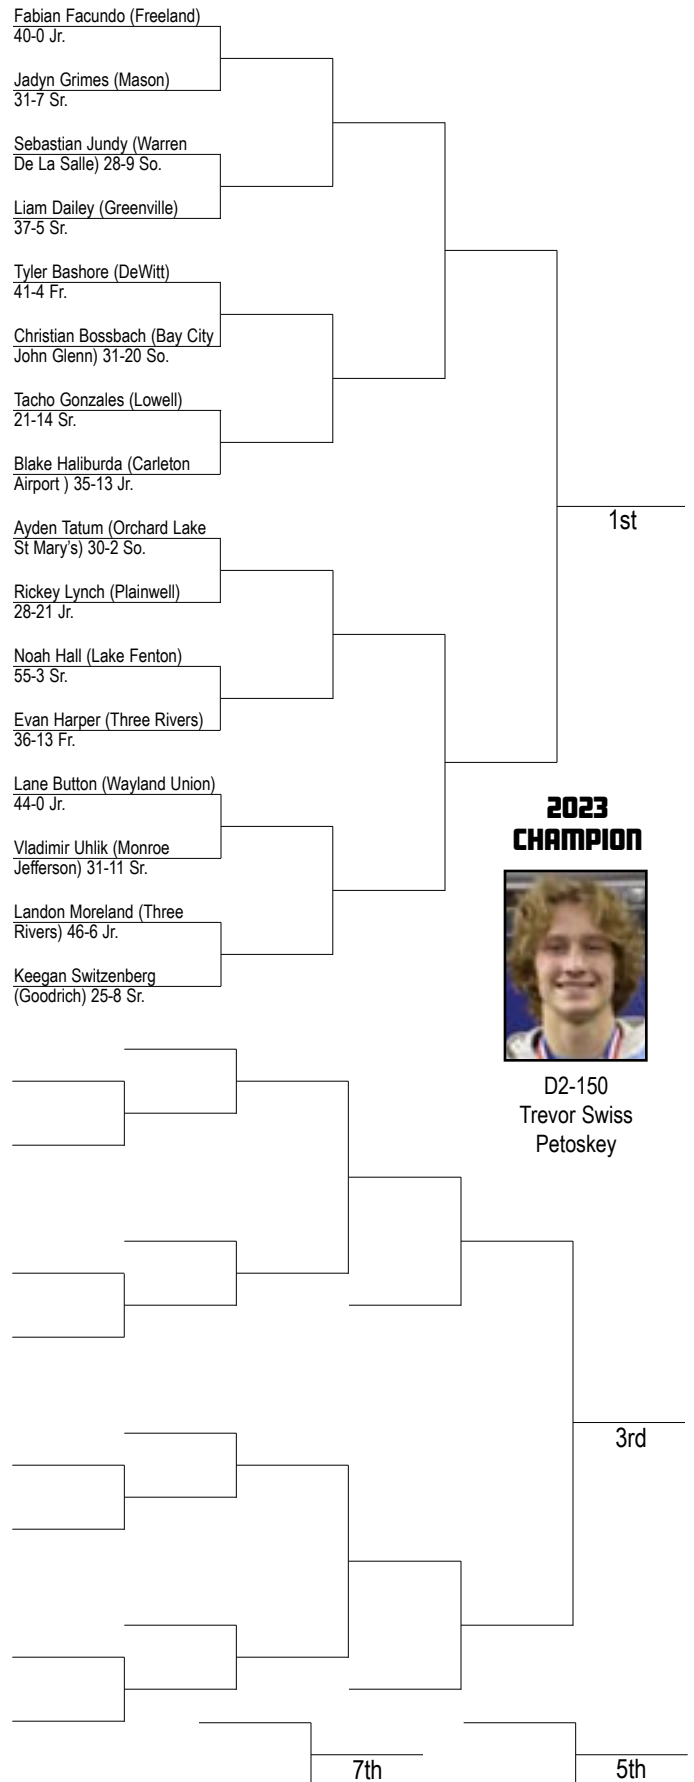 Fabian Facundo (Freeland)
40-0 Jr.
Jadyn Grimes (Mason)
31-7 Sr.
Sebastian Jundy (Warren
De La Salle) 28-9 So.
Liam Dailey (Greenville)
37-5 Sr.
Tyler Bashore (DeWitt)
41-4 Fr.
Christian Bossbach (Bay City
John Glenn) 31-20 So.
Tacho Gonzales (Lowell)
21-14 Sr.
Blake Haliburda (Carleton
Airport ) 35-13 Jr.
Ayden Tatum (Orchard Lake
St Mary’s) 30-2 So.
1st
Rickey Lynch (Plainwell)
28-21 Jr.
Noah Hall (Lake Fenton)
55-3 Sr.
Evan Harper (Three Rivers)
36-13 Fr.
Lane Button (Wayland Union)
44-0 Jr.
Vladimir Uhlik (Monroe
Jefferson) 31-11 Sr.
Landon Moreland (Three
Rivers) 46-6 Jr.
Keegan Switzenberg
(Goodrich) 25-8 Sr.
2023
CHAMPION
D2-150
Trevor Swiss
Petoskey
3rd
7th
5th